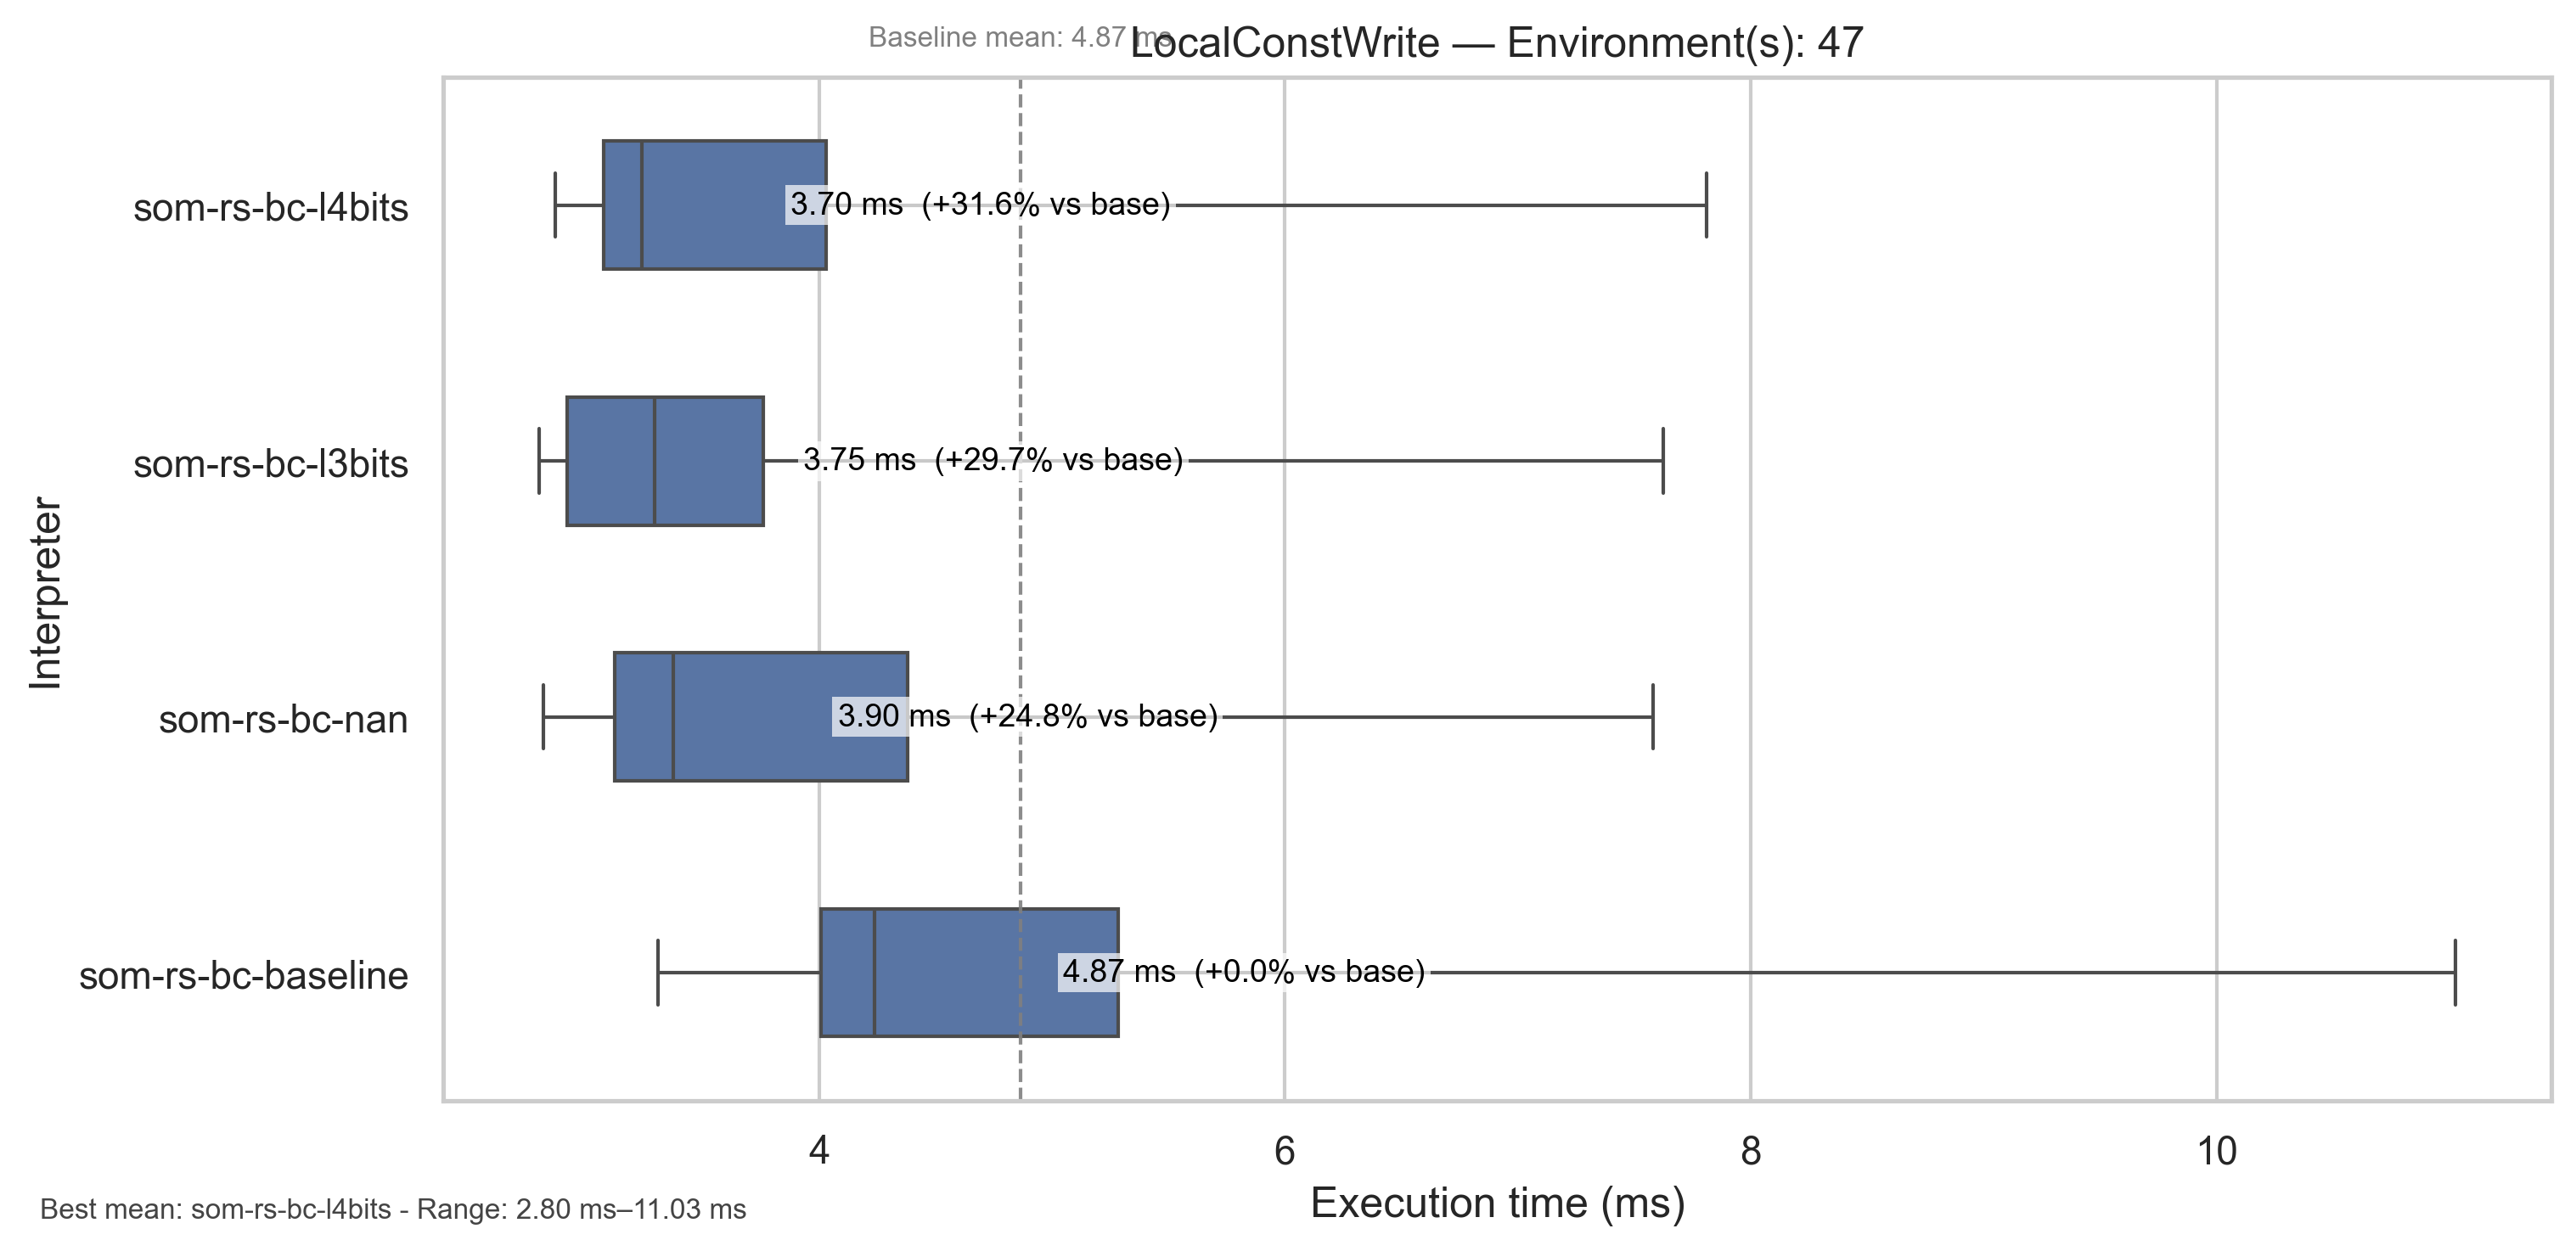 Baseline mean: 4.87 ms
LocalConstWrite — Environment(s): 47
som-rs-bc-l4bits
3.70 ms (+31.6% vs base)
som-rs-bc-l3bits
3.75 ms (+29.7% vs base)
Interpreter
som-rs-bc-nan
3.90 ms (+24.8% vs base)
som-rs-bc-baseline
4.87 ms (+0.0% vs base)
4 6 8 10
Execution time (ms)
Best mean: som-rs-bc-l4bits - Range: 2.80 ms–11.03 ms